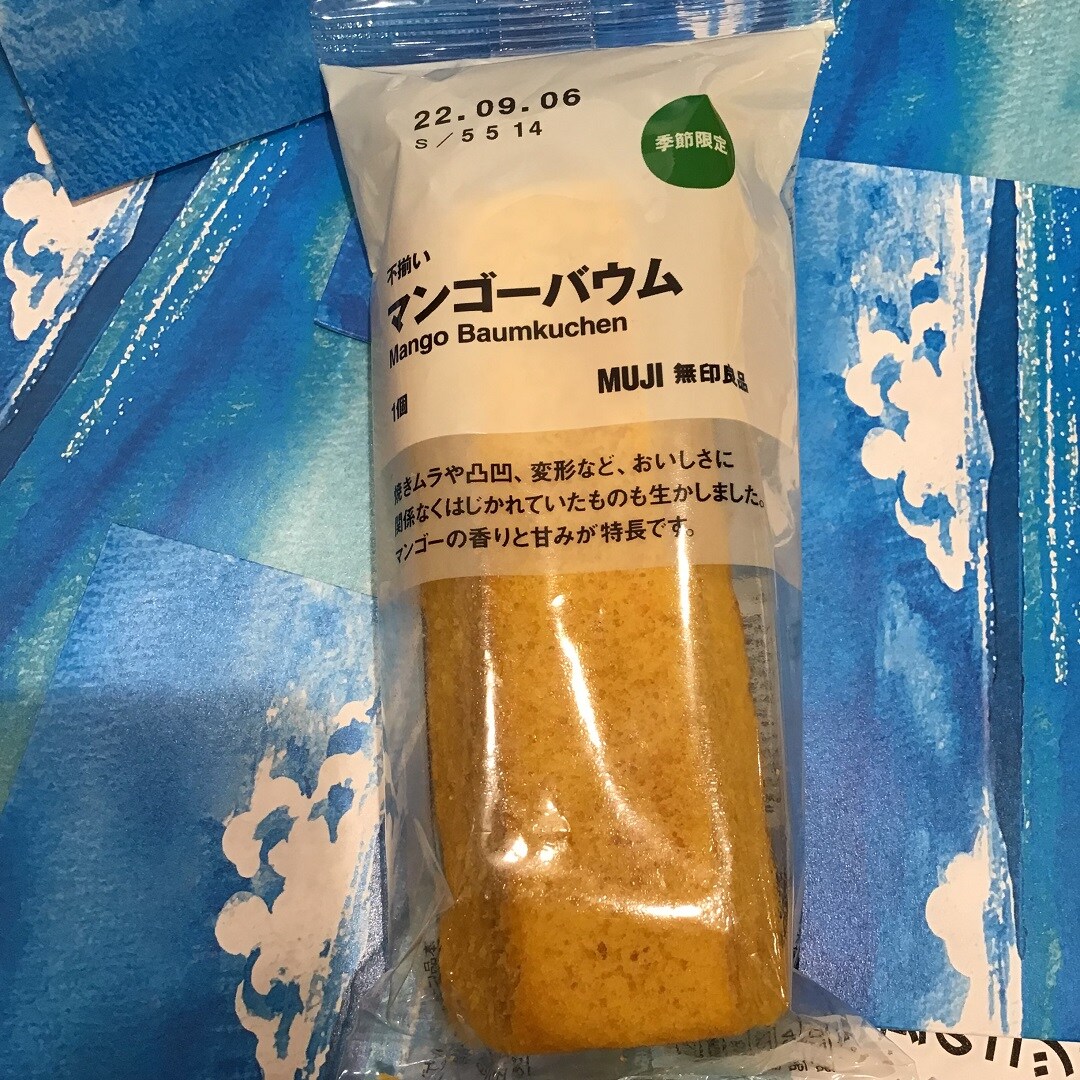 22.09.06
S/5514
季節限定
不揃い
マンゴーバウム
Mango Baumkuchen
MUJI 無印良品
1個
焼きムラや凸凹、変形など、おいしさに
関係なくはじかれていたものも生かしました。
マンゴーの香りと甘みが特長です。